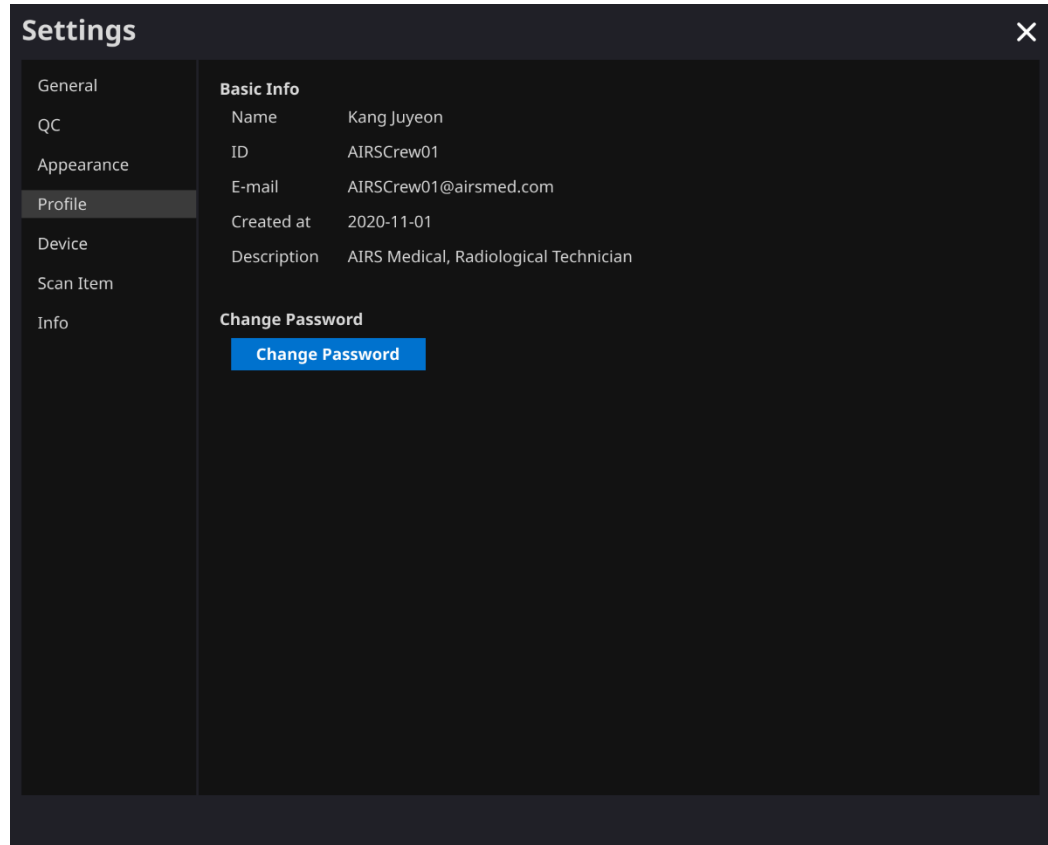 Settings
General
QC
Appearance
Profile
Device
Scan Item
Info
Basic Info
Name Kang Juyeon
ID AIRSCrew01
E-mail AIRSCrew01@airsmed.com
Created at 2020-11-01
Description AIRS Medical, Radiological Technician
Change Password
Change Password